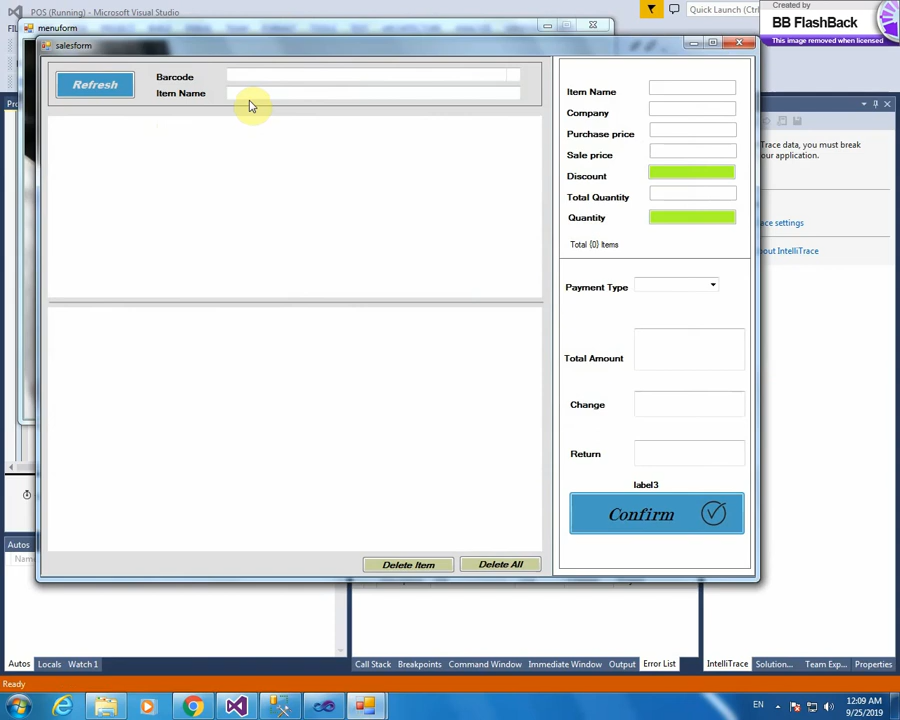 POS (Running) - Microsoft Visual Studio
Quick Launch (Ctrl
Created by
BB FlashBack
This image removed when licensed
menuform
salesform
Refresh
Barcode
Item Name
Item Name
Company
Purchase price
Sale price
Discount
Total Quantity
Quantity
Total {0} Items
Payment Type
Total Amount
Change
Return
label3
Confirm
Delete Item
Delete All
Trace data, you must break
our application.
ace settings
bout IntelliTrace
Autos
Autos
Locals
Watch 1
Call Stack
Breakpoints
Command Window
Immediate Window
Output
Error List
IntelliTrace
Solution...
Team Exp...
Properties
Ready
EN
12:09 AM
9/25/2019